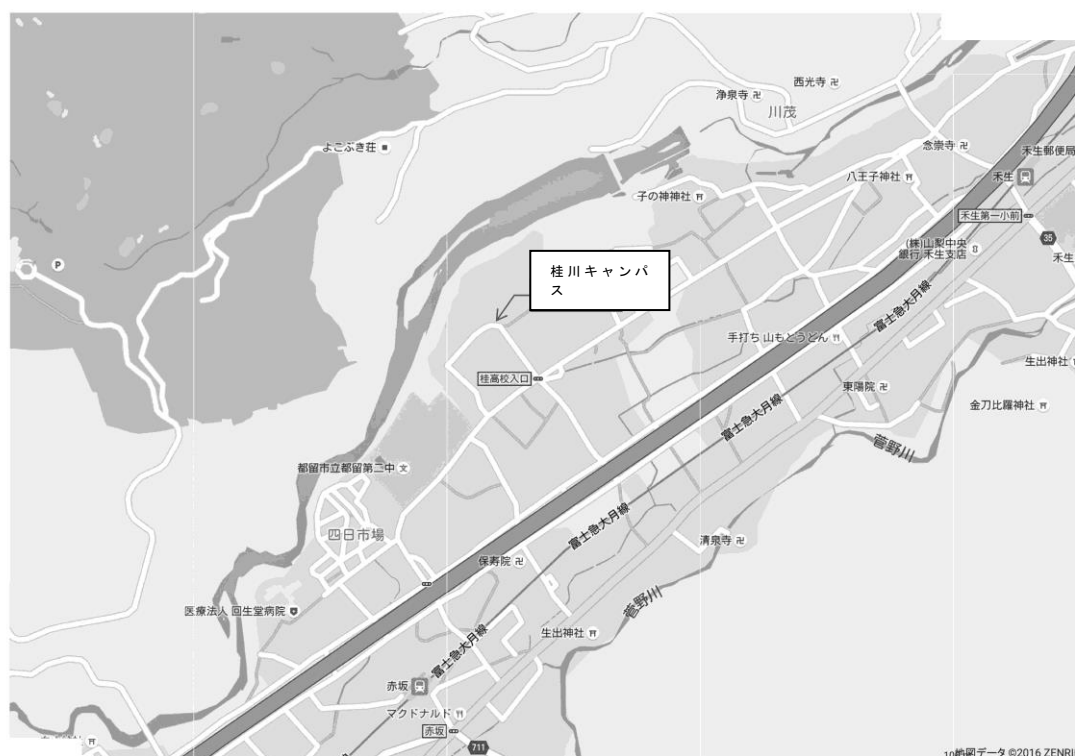 西光寺
浄泉寺
川茂
よこぶき荘
念崇寺
禾生郵便局
八王子神社
禾生
子の神神社
禾生第一小前
35
(株)山梨中央
銀行 禾生支店
禾生
P
桂川キャンパ
ス
富士急大月線
手打ち 山もとうどん
生出神社
桂高校入口
東陽院
金刀比羅神社
富士急大月線
菅野川
都留市立都留第二中
文
富士急大月線
四日市場
清泉寺
保寿院
菅野川
医療法人 回生堂病院
生出神社
富士急大月線
赤坂
マクドナルド
赤坂
711
地図データ ©2016 ZENRI